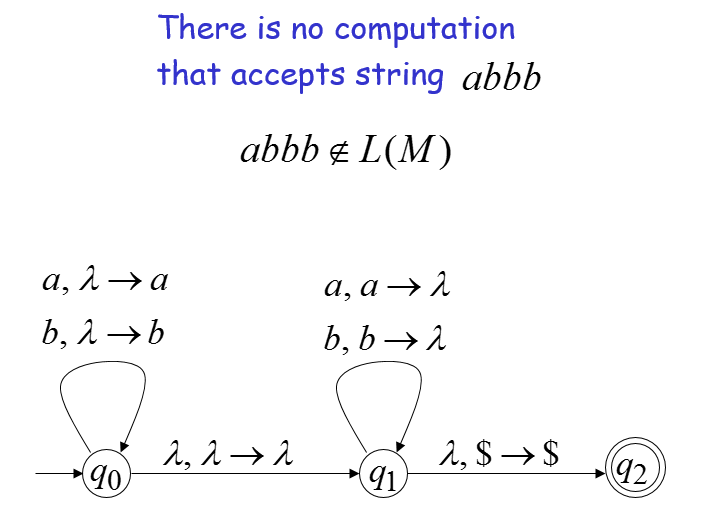 There is no computation
that accepts string abbb
abbb ∉ L(M)
a, λ → a
b, λ → b
a, a → λ
b, b → λ
λ, λ → λ
λ, $ → $
q0
q1
q2